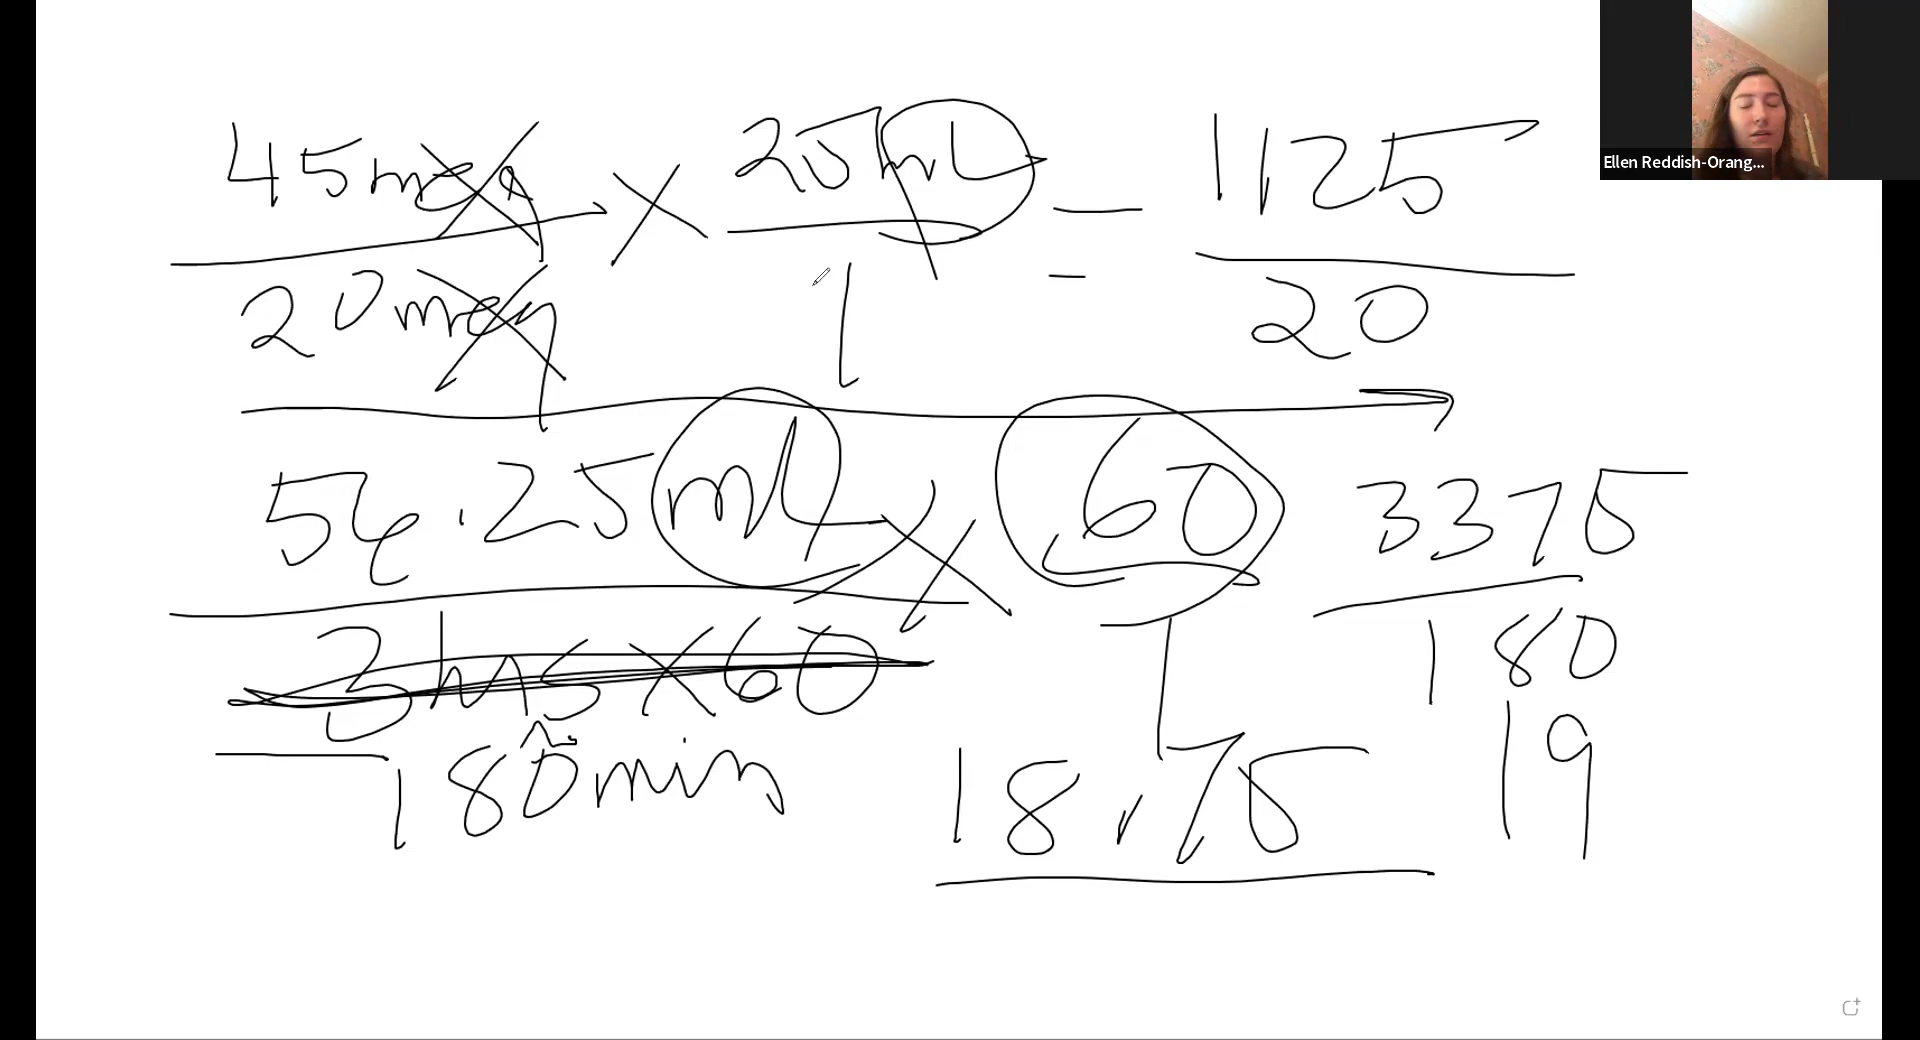 45meq × 25mL = 1125
20meq 1 = 20
56.25mL × 60 3375
3hrs×60 1 180
180min 18.75 19
Ellen Reddish-Orang...